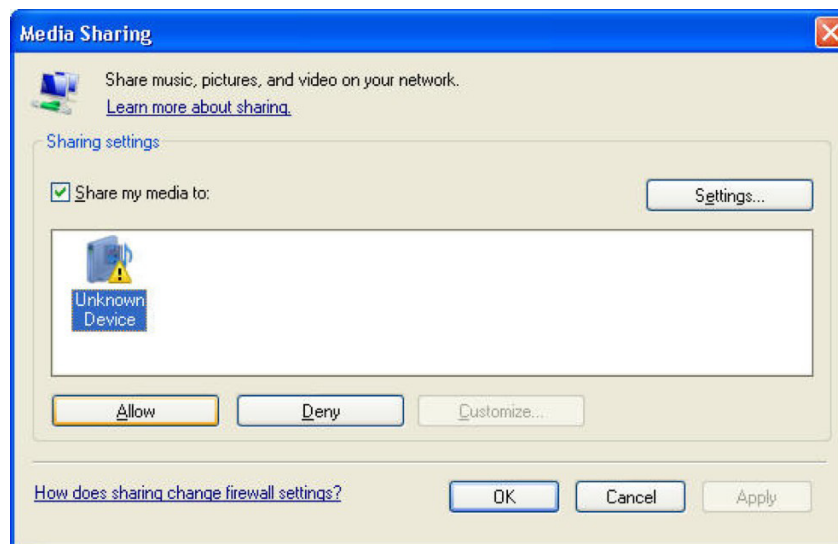 Media Sharing
Share music, pictures, and video on your network.
Learn more about sharing.
Sharing settings
Share my media to:
Settings...
Unknown
Device
Allow
Deny
Customize...
How does sharing change firewall settings?
OK
Cancel
Apply